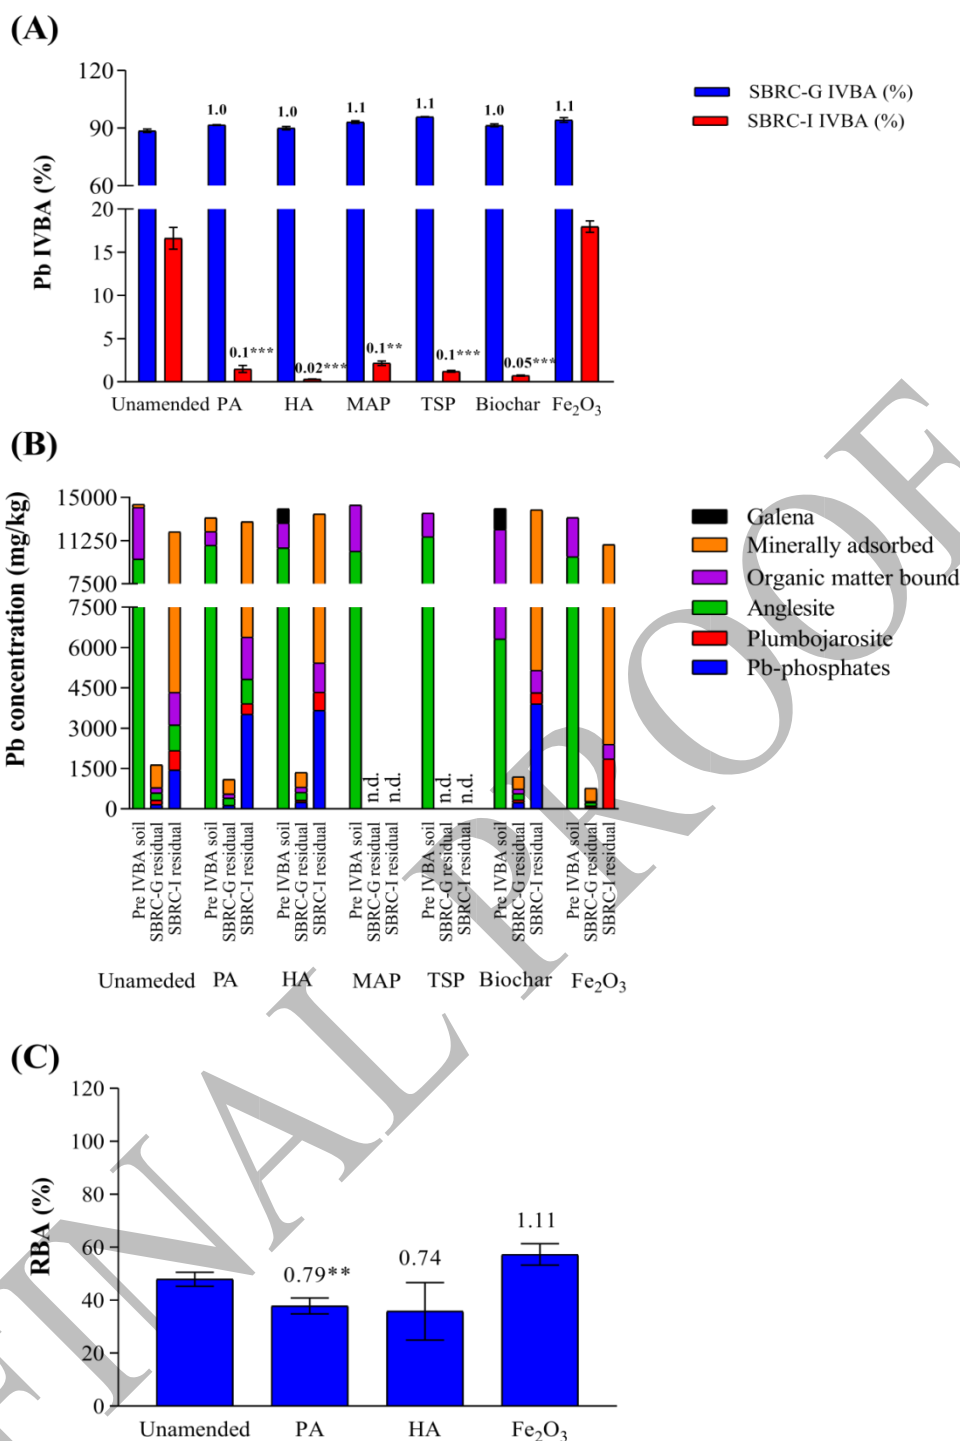 (A)
120
90
60
20
15
10
5
0
Pb IVBA (%)
1.0
1.0
1.1
1.1
1.0
1.1
0.1***
0.02***
0.1**
0.1***
0.05***
SBRC-G IVBA (%)
SBRC-I IVBA (%)
Unamended PA HA MAP TSP Biochar Fe₂O₃
(B)
15000
11250
7500
7500
6000
4500
3000
1500
0
Pb concentration (mg/kg)
Galena
Minerally adsorbed
Organic matter bound
Anglesite
Plumbojarosite
Pb-phosphates
n.d.
n.d.
n.d.
n.d.
Pre IVBA soil
SBRC-G residual
SBRC-I residual
Pre IVBA soil
SBRC-G residual
SBRC-I residual
Pre IVBA soil
SBRC-G residual
SBRC-I residual
Pre IVBA soil
SBRC-G residual
SBRC-I residual
Pre IVBA soil
SBRC-G residual
SBRC-I residual
Pre IVBA soil
SBRC-G residual
SBRC-I residual
Pre IVBA soil
SBRC-G residual
SBRC-I residual
Unameded PA HA MAP TSP Biochar Fe₂O₃
(C)
120
100
80
60
40
20
0
RBA (%)
0.79**
0.74
1.11
Unamended PA HA Fe₂O₃
FINAL PROOF